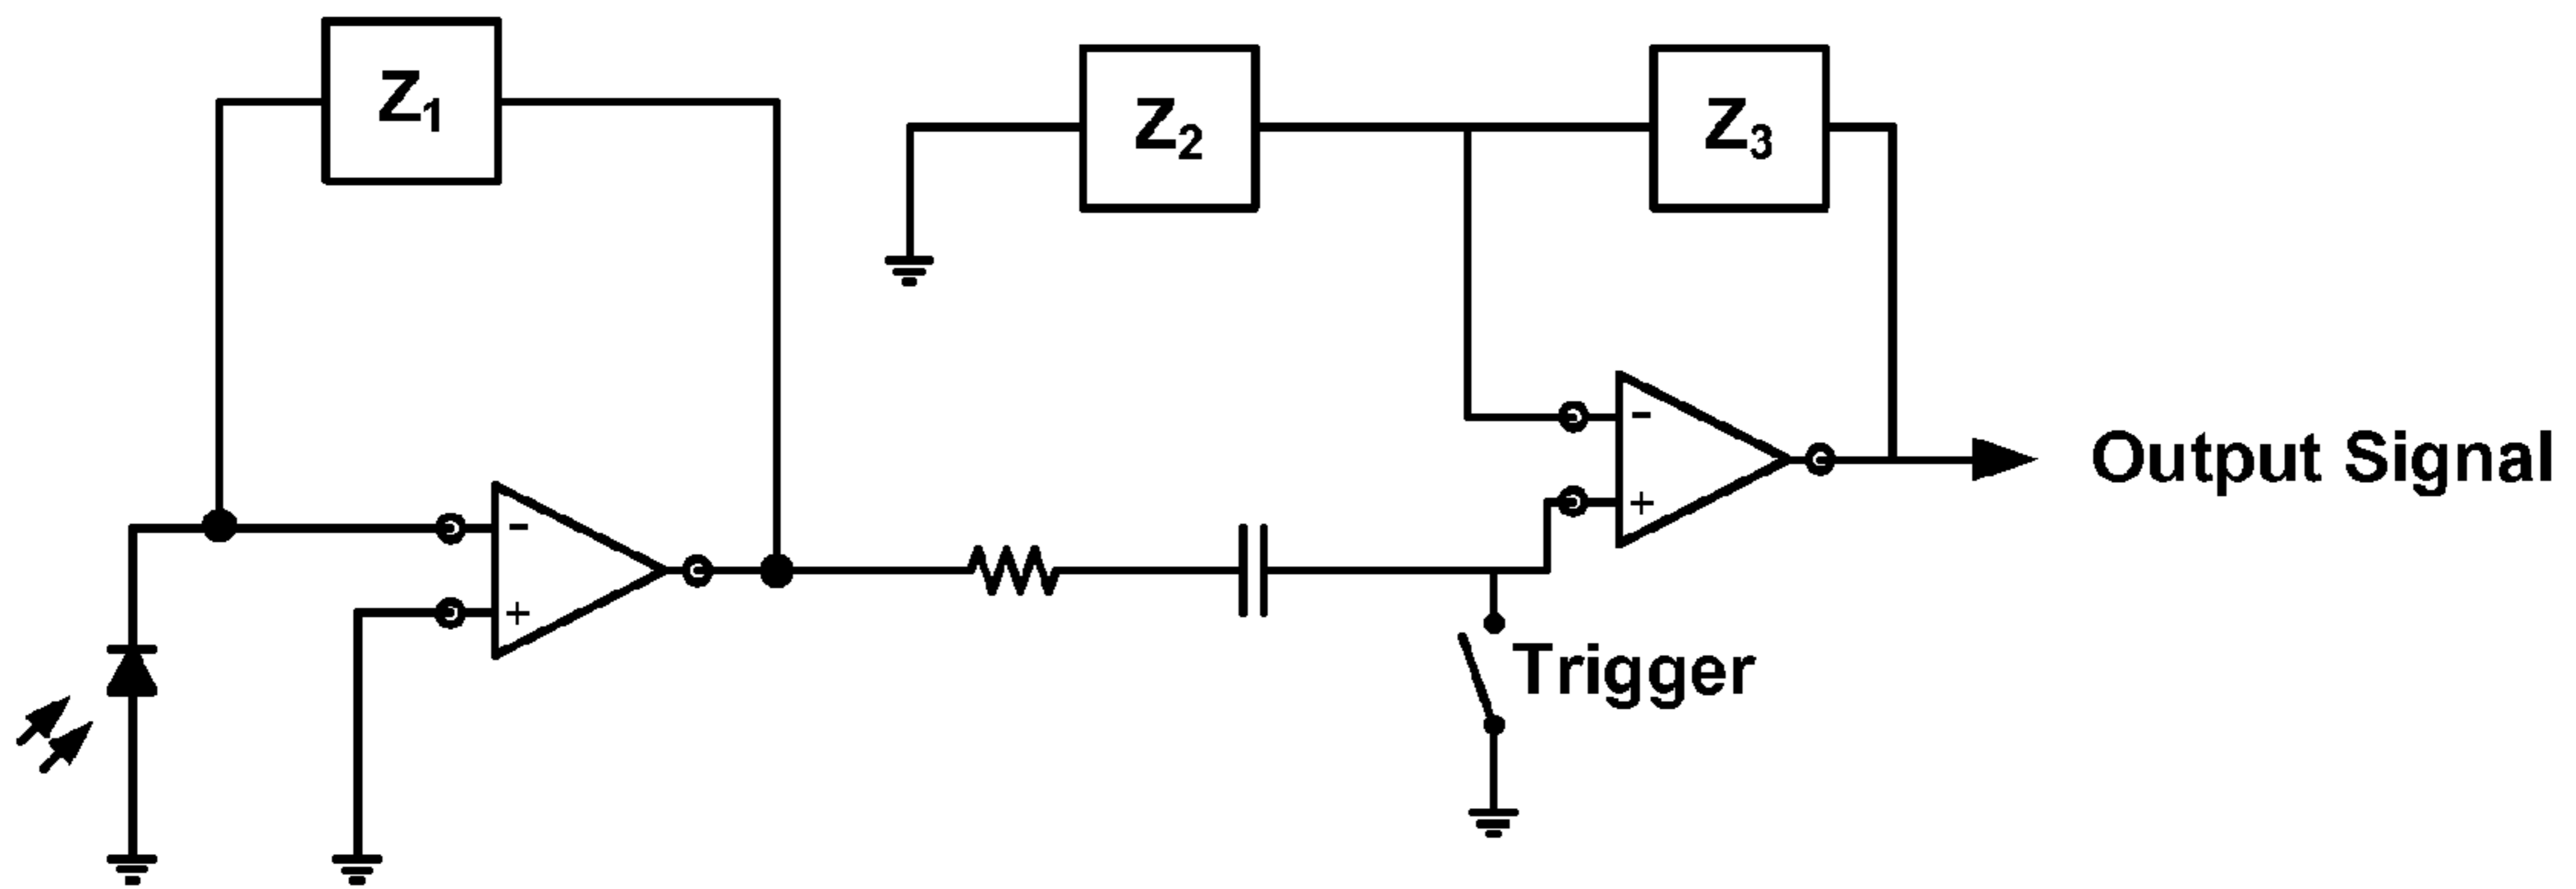 Z₁
Z₂
Z₃
-
+
-
+
Output Signal
Trigger